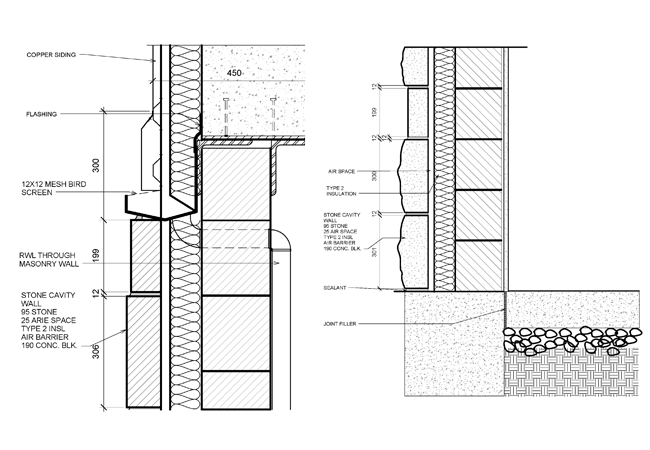 COPPER SIDING
450
FLASHING
300
12X12 MESH BIRD
SCREEN
199
RWL THROUGH
MASONRY WALL
12
STONE CAVITY
WALL
95 STONE
25 ARIE SPACE
TYPE 2 INSL
AIR BARRIER
190 CONC. BLK.
306
12
199
12
12
12
AIR SPACE
300
TYPE 2
INSULATION
12
STONE CAVITY
WALL
95 STONE
25 AIR SPACE
TYPE 2 INSL
AIR BARRIER
190 CONC. BLK.
301
SEALANT
JOINT FILLER